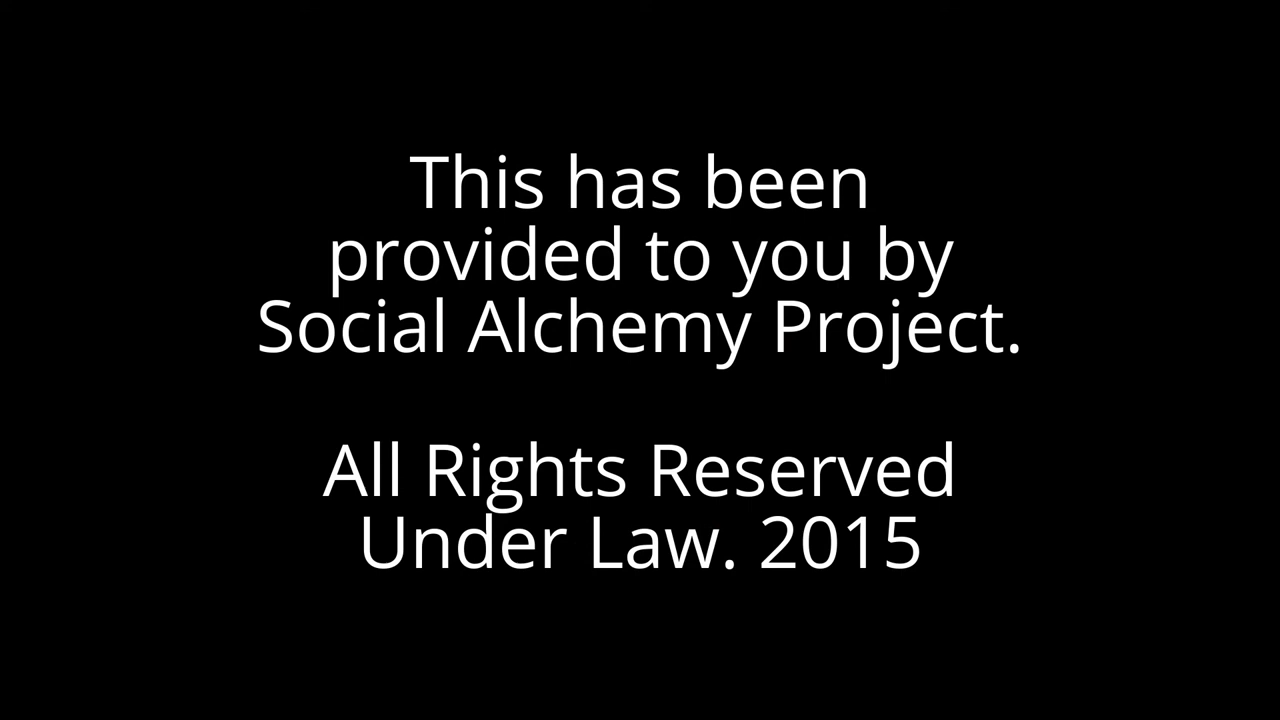 This has been
provided to you by
Social Alchemy Project.
All Rights Reserved
Under Law. 2015